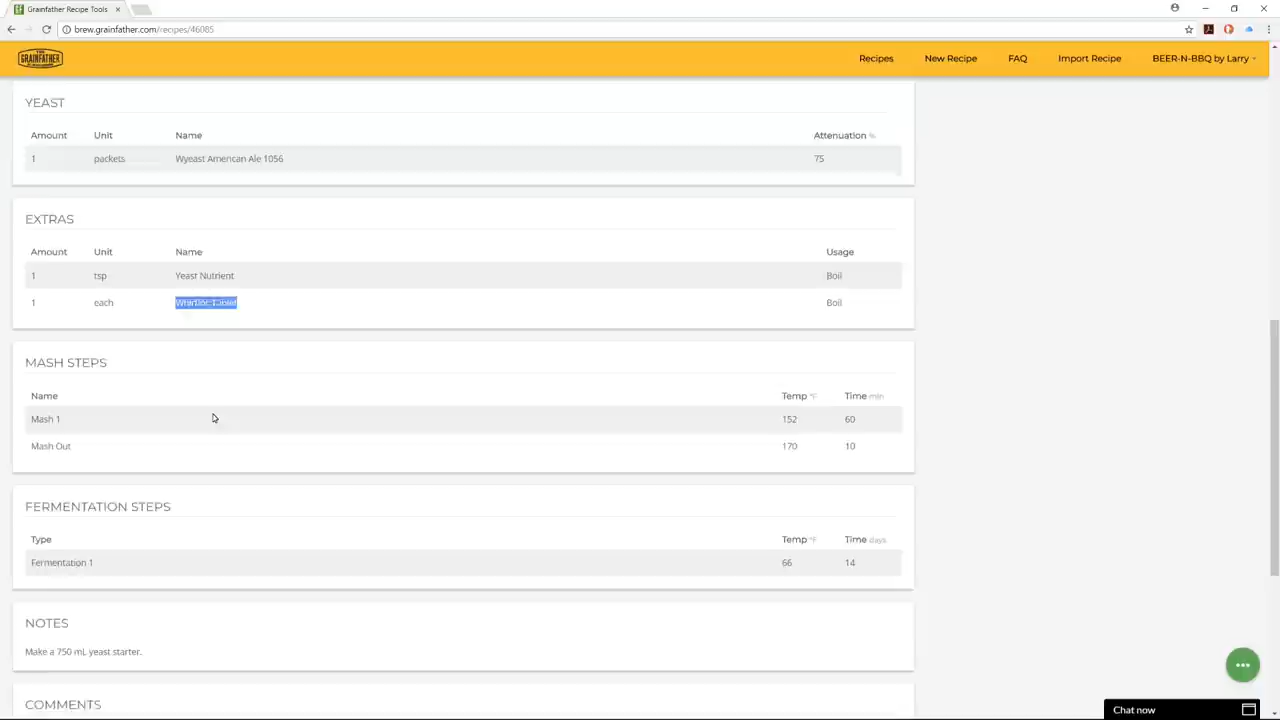 Grainfather Recipe Tools
brew.grainfather.com/recipes/46085
THE
GRAINFATHER
Recipes New Recipe FAQ Import Recipe BEER-N-BBQ by Larry
YEAST
Amount Unit Name Attenuation %
1 packets Wyeast American Ale 1056 75
EXTRAS
Amount Unit Name Usage
1 tsp Yeast Nutrient Boil
1 each Whirlfloc Tablet Boil
MASH STEPS
Name Temp °F Time min
Mash 1 152 60
Mash Out 170 10
FERMENTATION STEPS
Type Temp °F Time days
Fermentation 1 66 14
NOTES
Make a 750 mL yeast starter.
COMMENTS
Chat now